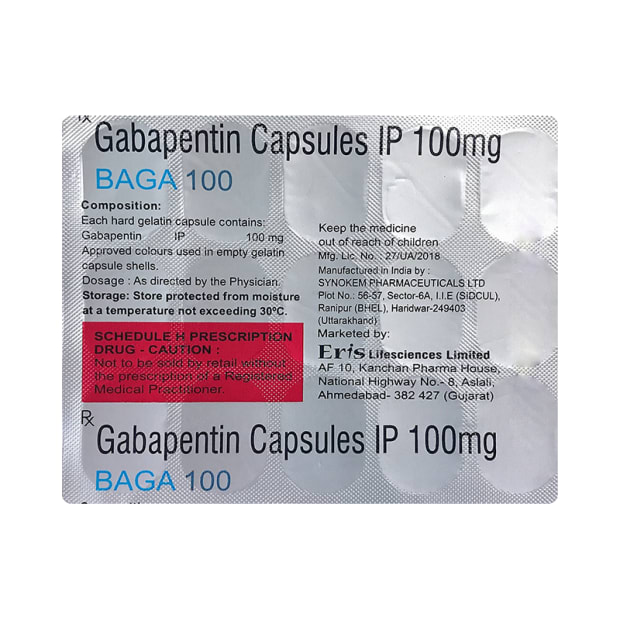 Rx
Gabapentin Capsules IP 100mg
BAGA 100
Composition:
Each hard gelatin capsule contains:
Gabapentin IP 100 mg
Approved colours used in empty gelatin
capsule shells.
Dosage : As directed by the Physician.
Storage: Store protected from moisture
at a temperature not exceeding 30ºC.
SCHEDULE H PRESCRIPTION
DRUG - CAUTION :
Not to be sold by retail without
the prescription of a Registered
Medical Practitioner.
Keep the medicine
out of reach of children
Mfg. Lic. No. : 27/UA/2018
Manufactured in India by :
SYNOKEM PHARMACEUTICALS LTD
Plot No.: 56-57, Sector-6A, I.I.E (SIDCUL),
Ranipur (BHEL), Haridwar-249403
(Uttarakhand)
Marketed by:
Eris Lifesciences Limited
AF 10, Kanchan Pharma House,
National Highway No.- 8, Aslali,
Ahmedabad- 382 427 (Gujarat)
Rx
Gabapentin Capsules IP 100mg
BAGA 100